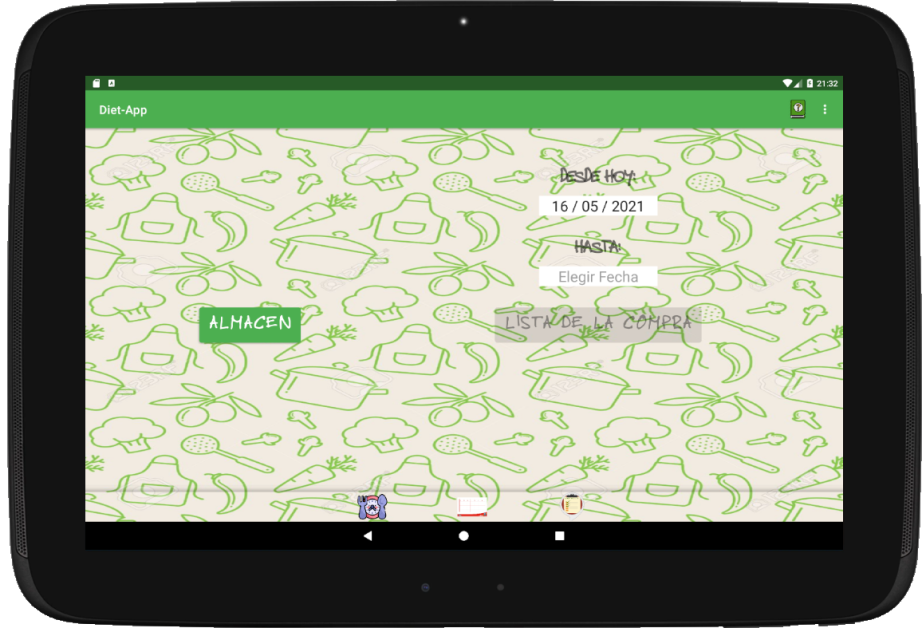 21:32
Diet-App
DESDE HOY:
16 / 05 / 2021
HASTA:
Elegir Fecha
ALMACEN
LISTA DE LA COMPRA